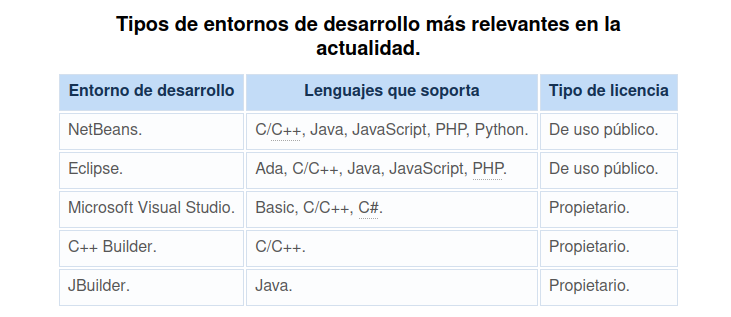 Tipos de entornos de desarrollo más relevantes en la
actualidad.
Entorno de desarrollo Lenguajes que soporta Tipo de licencia
NetBeans. C/C++, Java, JavaScript, PHP, Python. De uso público.
Eclipse. Ada, C/C++, Java, JavaScript, PHP. De uso público.
Microsoft Visual Studio. Basic, C/C++, C#. Propietario.
C++ Builder. C/C++. Propietario.
JBuilder. Java. Propietario.